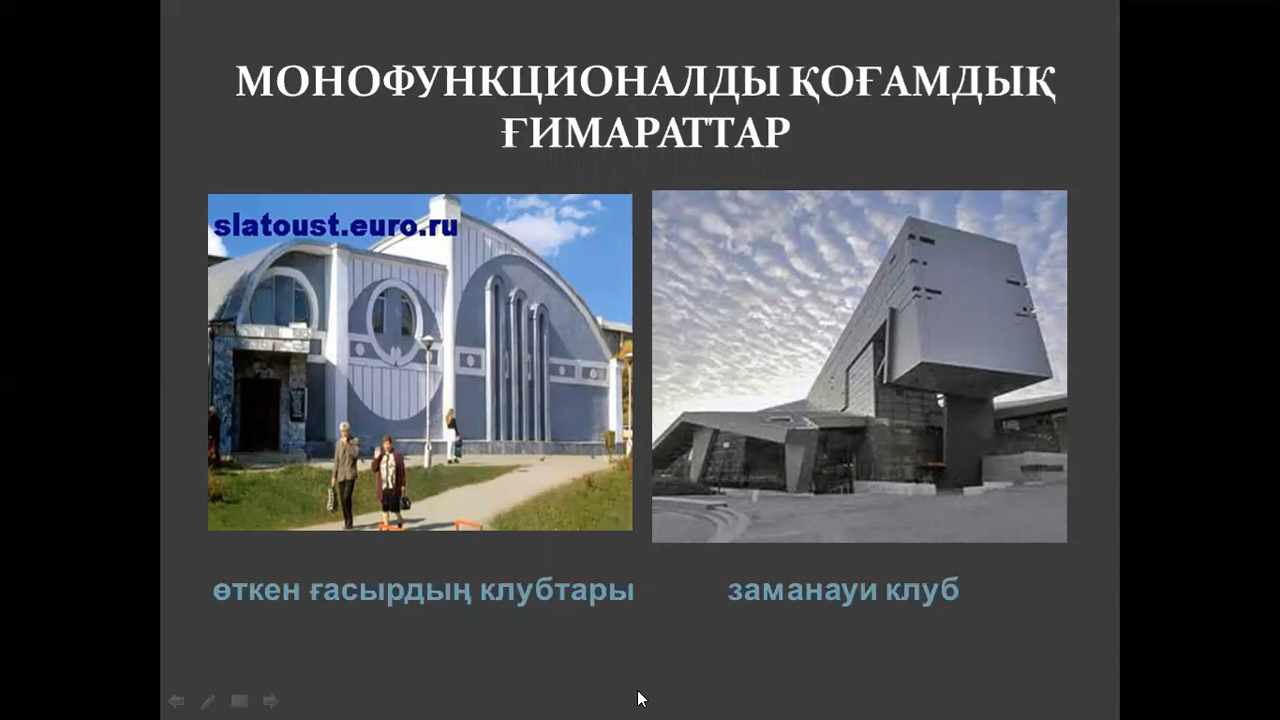 МОНОФУНКЦИОНАЛДЫ ҚОҒАМДЫҚ
ҒИМАРАТТАР
slatoust.euro.ru
өткен ғасырдың клубтары
заманауи клуб